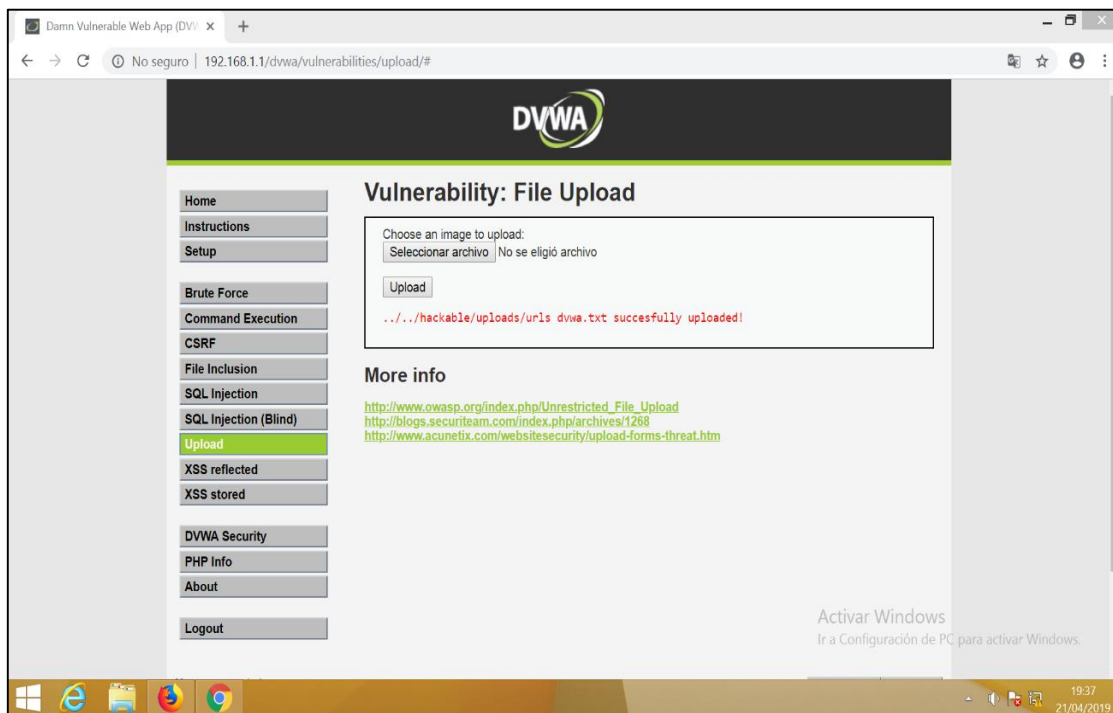 Damn Vulnerable Web App (DVW
No seguro | 192.168.1.1/dvwa/vulnerabilities/upload/#
DVWA
Home
Instructions
Setup
Brute Force
Command Execution
CSRF
File Inclusion
SQL Injection
SQL Injection (Blind)
Upload
XSS reflected
XSS stored
DVWA Security
PHP Info
About
Logout
Vulnerability: File Upload
Choose an image to upload:
Seleccionar archivo No se eligió archivo
Upload
../../hackable/uploads/urls dvwa.txt succesfully uploaded!
More info
http://www.owasp.org/index.php/Unrestricted_File_Upload
http://blogs.securiteam.com/index.php/archives/1268
http://www.acunetix.com/websitesecurity/upload-forms-threat.htm
Activar Windows
Ir a Configuración de PC para activar Windows.
19:37
21/04/2019